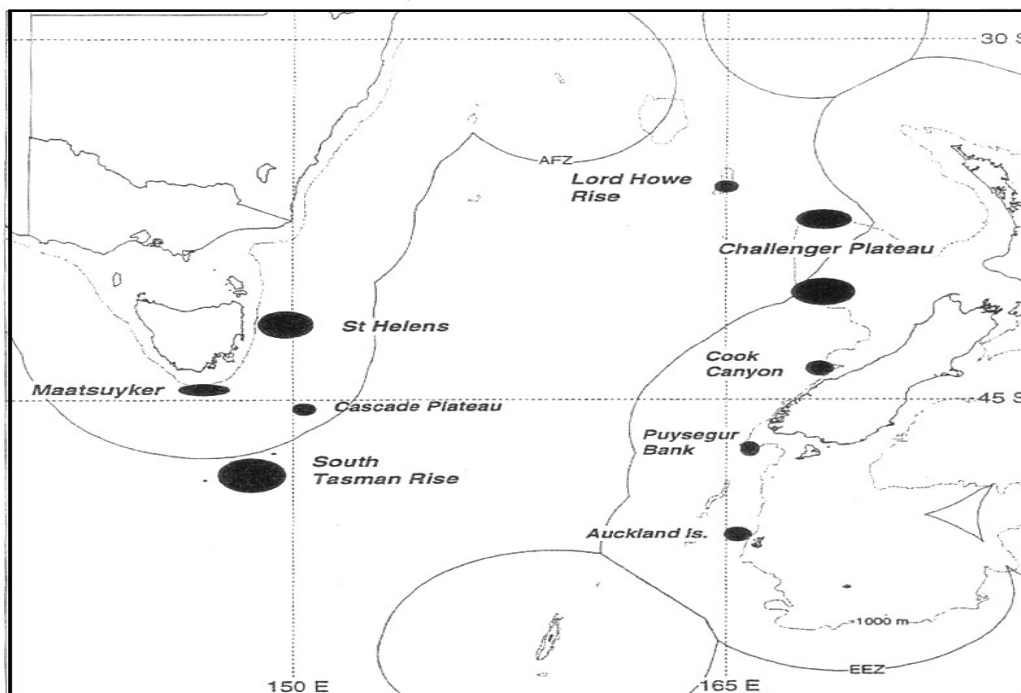 30 S
AFZ
Lord Howe
Rise
Challenger Plateau
St Helens
Cook
Canyon
Maatsuyker
45 S
Cascade Plateau
Puysegur
Bank
South
Tasman Rise
Auckland Is.
1000 m
EEZ
150 E
165 E